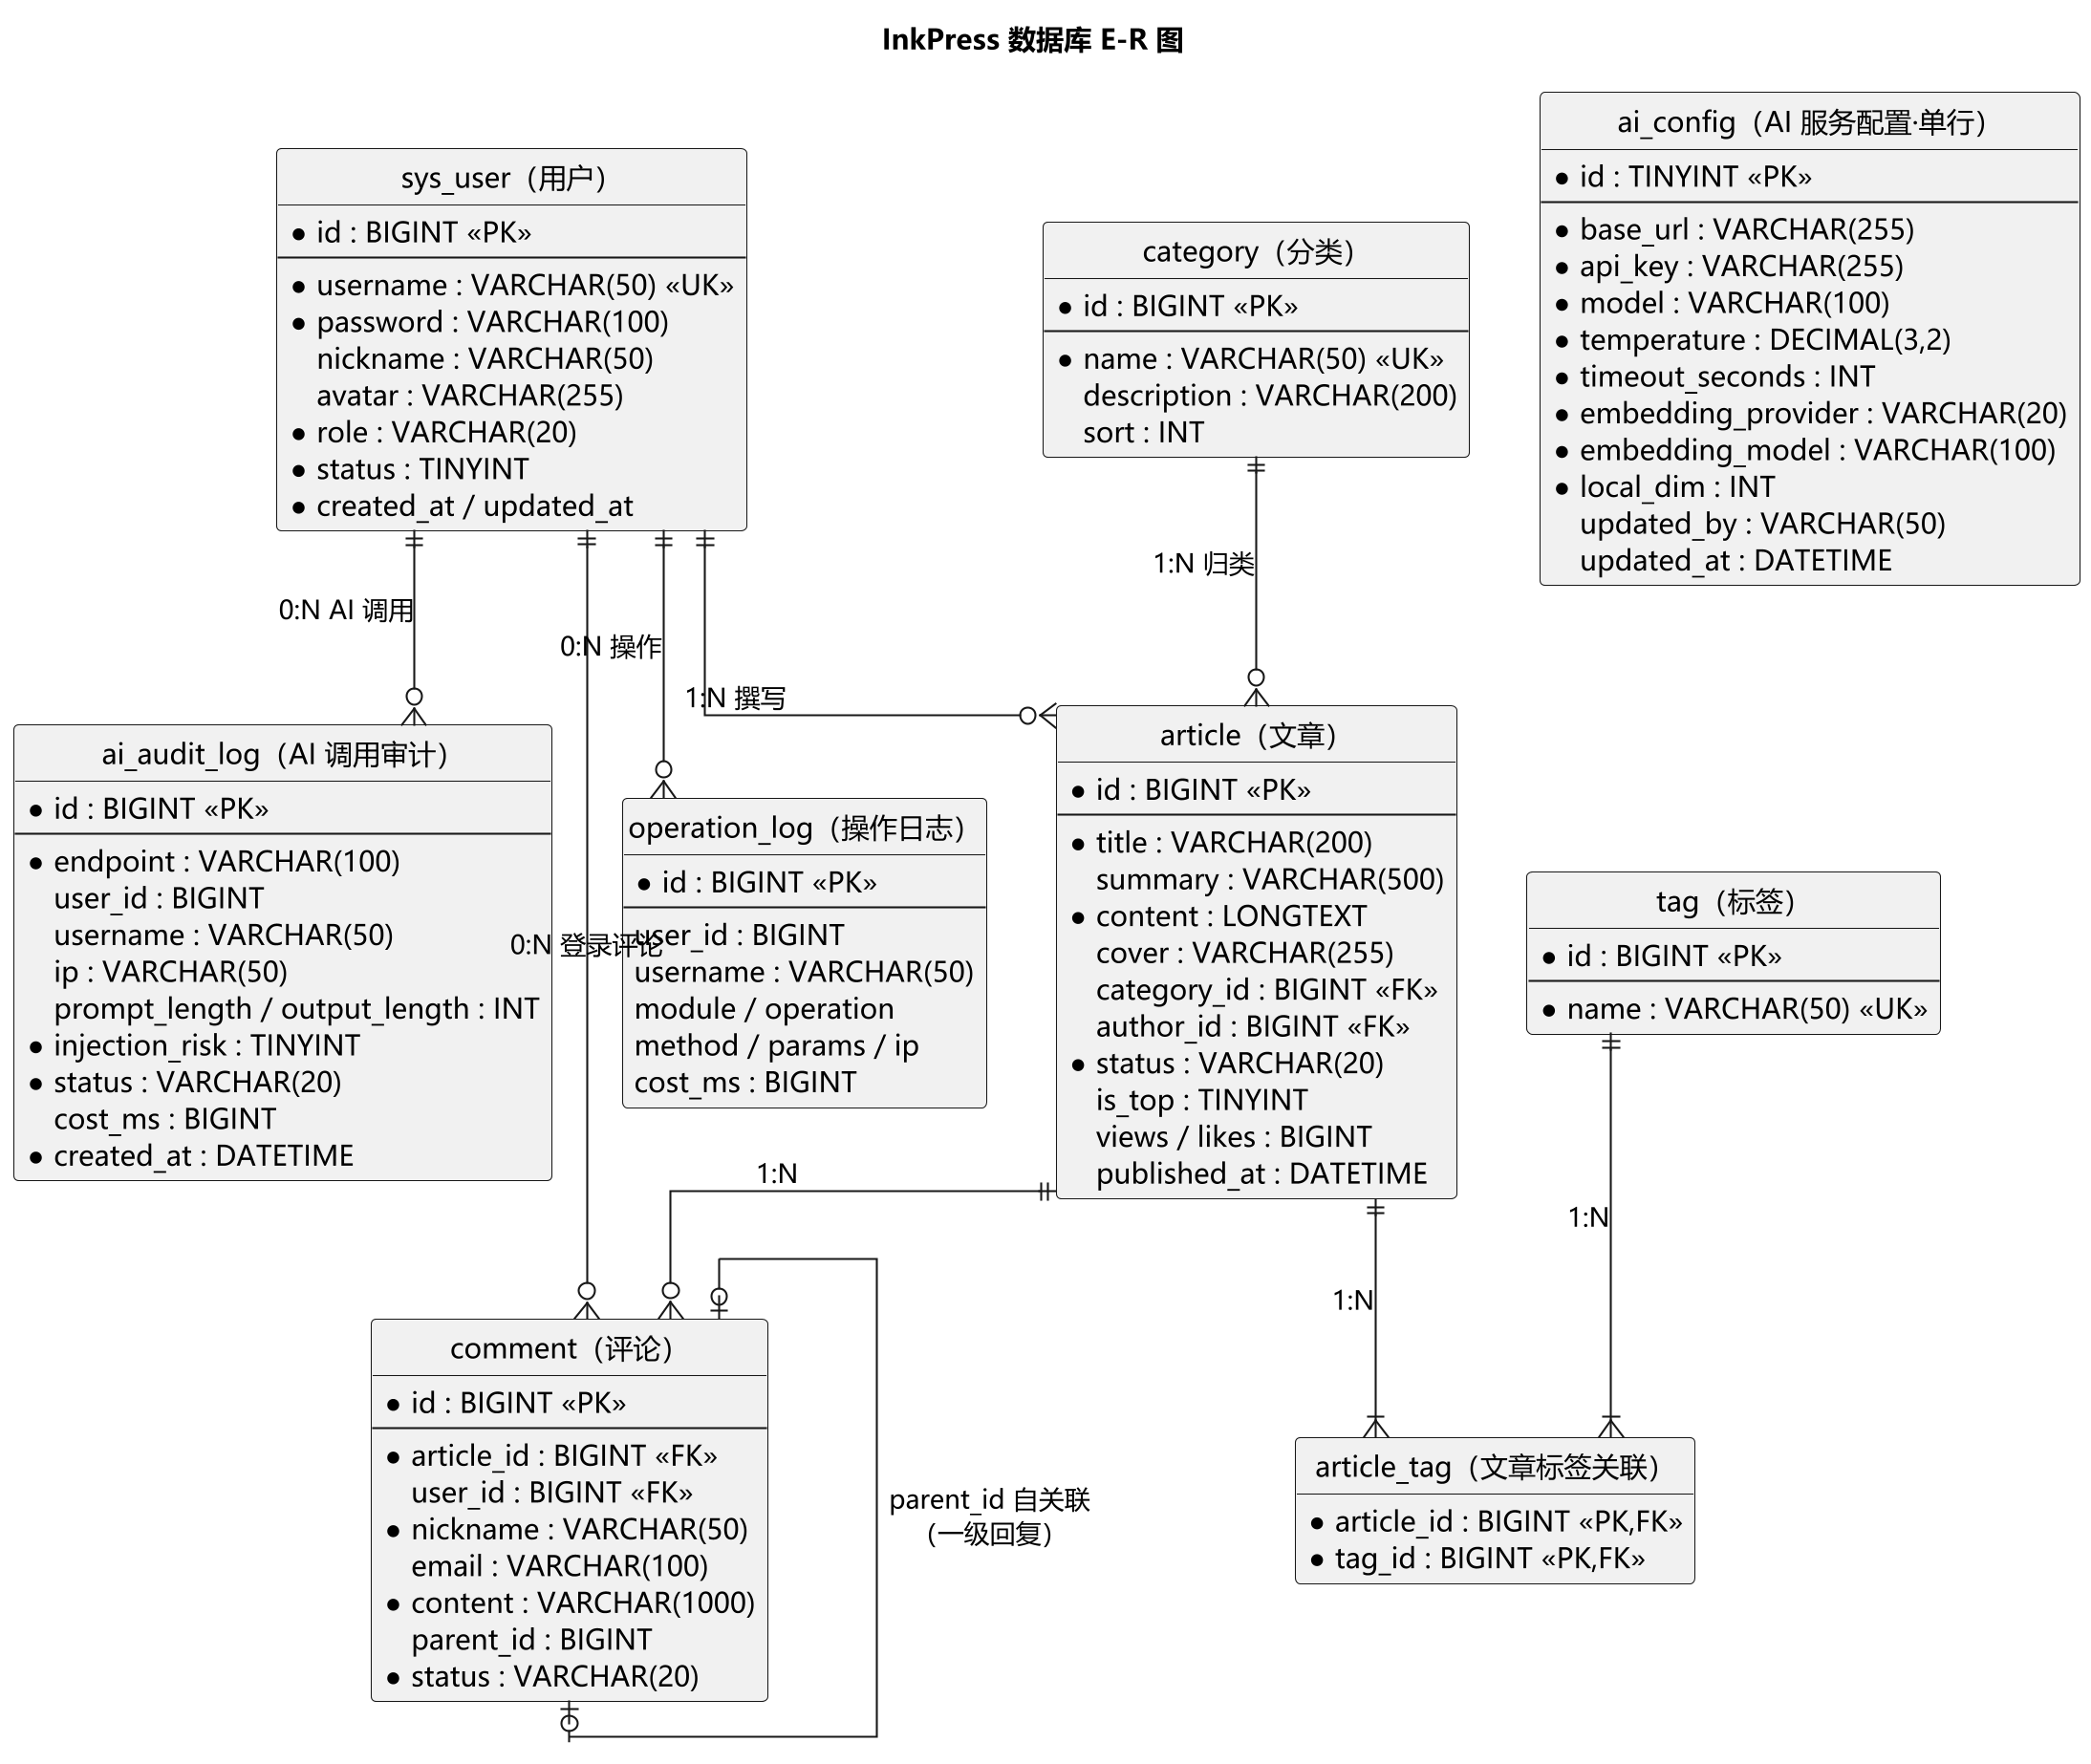 InkPress 数据库 E-R 图
ai_config（AI 服务配置·单行）
* id : TINYINT «PK»
* base_url : VARCHAR(255)
* api_key : VARCHAR(255)
* model : VARCHAR(100)
* temperature : DECIMAL(3,2)
* timeout_seconds : INT
* embedding_provider : VARCHAR(20)
* embedding_model : VARCHAR(100)
* local_dim : INT
updated_by : VARCHAR(50)
updated_at : DATETIME
sys_user（用户）
* id : BIGINT «PK»
* username : VARCHAR(50) «UK»
* password : VARCHAR(100)
nickname : VARCHAR(50)
avatar : VARCHAR(255)
* role : VARCHAR(20)
* status : TINYINT
* created_at / updated_at
category（分类）
* id : BIGINT «PK»
* name : VARCHAR(50) «UK»
description : VARCHAR(200)
sort : INT
1:N 归类
0:N AI 调用
0:N 操作
1:N 撰写
ai_audit_log（AI 调用审计）
* id : BIGINT «PK»
* endpoint : VARCHAR(100)
user_id : BIGINT
username : VARCHAR(50)
ip : VARCHAR(50)
prompt_length / output_length : INT
* injection_risk : TINYINT
* status : VARCHAR(20)
cost_ms : BIGINT
* created_at : DATETIME
0:N 登录评论
operation_log（操作日志）
* id : BIGINT «PK»
user_id : BIGINT
username : VARCHAR(50)
module / operation
method / params / ip
cost_ms : BIGINT
article（文章）
* id : BIGINT «PK»
* title : VARCHAR(200)
summary : VARCHAR(500)
* content : LONGTEXT
cover : VARCHAR(255)
category_id : BIGINT «FK»
author_id : BIGINT «FK»
* status : VARCHAR(20)
is_top : TINYINT
views / likes : BIGINT
published_at : DATETIME
tag（标签）
* id : BIGINT «PK»
* name : VARCHAR(50) «UK»
1:N
1:N
1:N
comment（评论）
* id : BIGINT «PK»
* article_id : BIGINT «FK»
user_id : BIGINT «FK»
* nickname : VARCHAR(50)
email : VARCHAR(100)
* content : VARCHAR(1000)
parent_id : BIGINT
* status : VARCHAR(20)
parent_id 自关联
（一级回复）
article_tag（文章标签关联）
* article_id : BIGINT «PK,FK»
* tag_id : BIGINT «PK,FK»